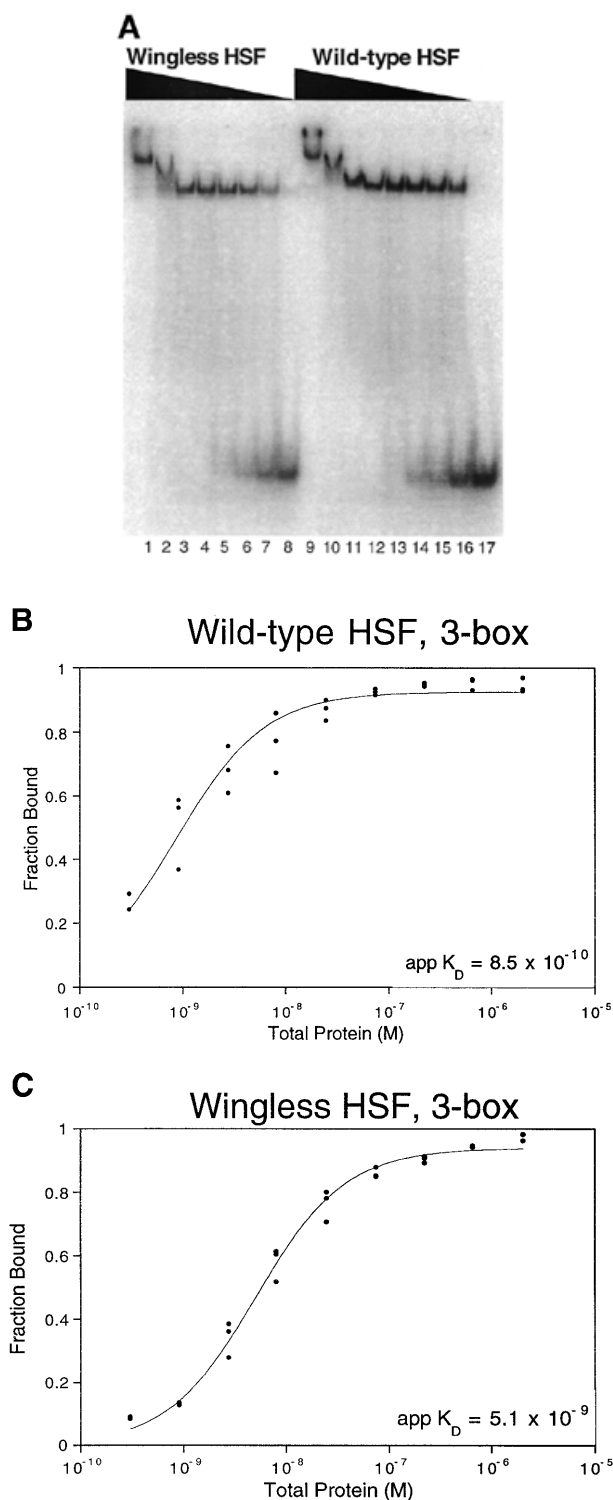 A
Wingless HSF Wild-type HSF
1 2 3 4 5 6 7 8 9 10 11 12 13 14 15 16 17
B
Wild-type HSF, 3-box
1
0.8
0.6
0.4
0.2
0
Fraction Bound
app K_D = 8.5 x 10^-10
10^-10 10^-9 10^-8 10^-7 10^-6 10^-5
Total Protein (M)
C
Wingless HSF, 3-box
1
0.8
0.6
0.4
0.2
0
Fraction Bound
app K_D = 5.1 x 10^-9
10^-10 10^-9 10^-8 10^-7 10^-6 10^-5
Total Protein (M)